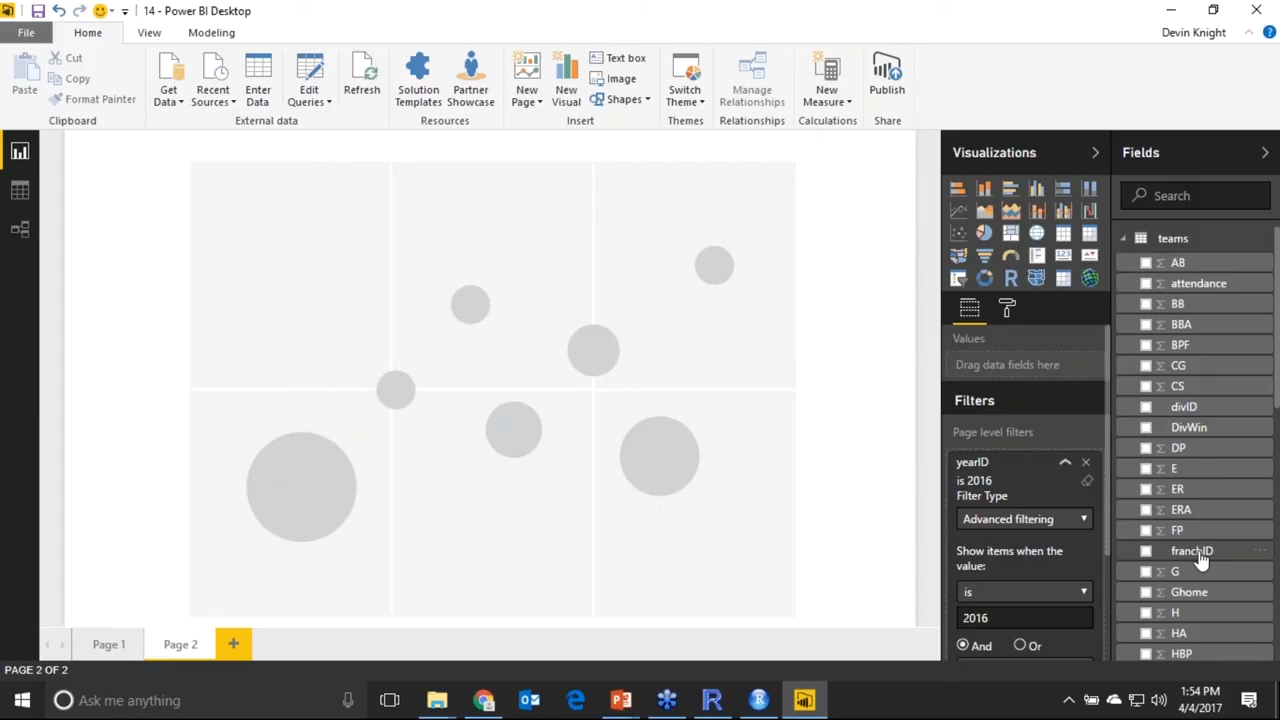 14 - Power BI Desktop
File
Home
View
Modeling
Devin Knight
Paste
Cut
Copy
Format Painter
Clipboard
Get
Data
Recent
Sources
Enter
Data
Edit
Queries
Refresh
External data
Solution
Templates
Partner
Showcase
Resources
New
Page
New
Visual
Text box
Image
Shapes
Insert
Switch
Theme
Themes
Manage
Relationships
Relationships
New
Measure
Calculations
Publish
Share
Visualizations
123
R
Values
Drag data fields here
Filters
Page level filters
yearID
is 2016
Filter Type
Advanced filtering
Show items when the
value:
is
2016
And
Or
Fields
Search
teams
AB
attendance
BB
BBA
BPF
CG
CS
divID
DivWin
DP
E
ER
ERA
FP
franchID
G
Ghome
H
HA
HBP
Page 1
Page 2
PAGE 2 OF 2
Ask me anything
1:54 PM
4/4/2017